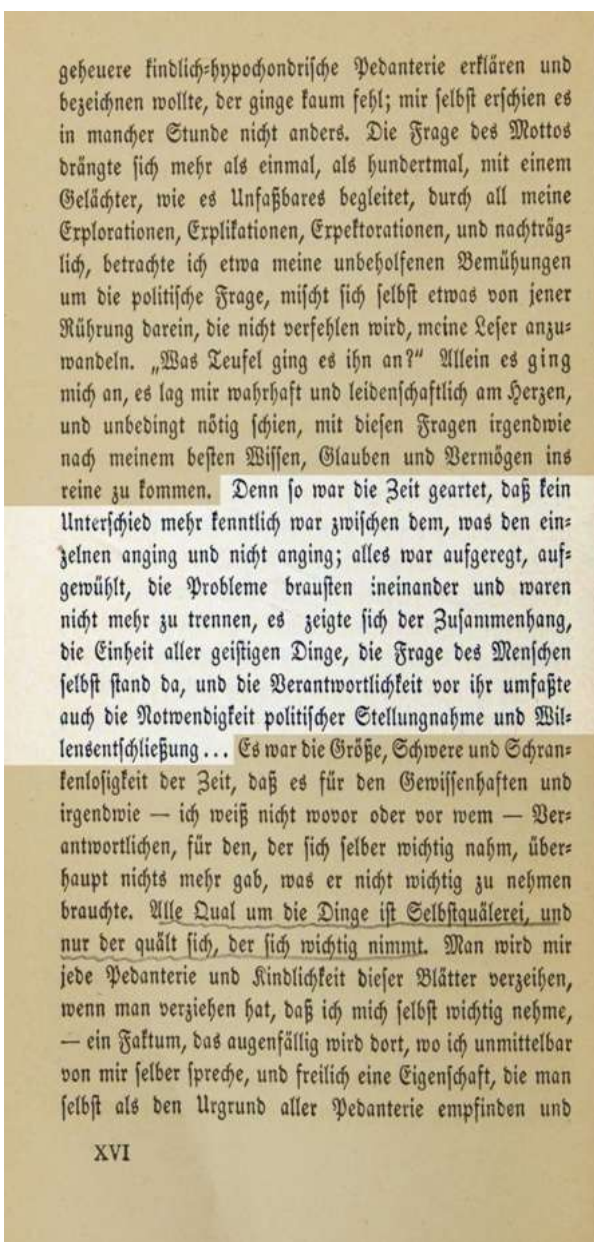 geheuere kindlich-hypochondrische Pedanterie erklären und
bezeichnen wollte, der ginge kaum fehl; mir selbst erschien es
in mancher Stunde nicht anders. Die Frage des Mottos
drängte sich mehr als einmal, als hundertmal, mit einem
Gelächter, wie es Unfaßbares begleitet, durch all meine
Explorationen, Explikationen, Expektorationen, und nachträg-
lich, betrachte ich etwa meine unbeholfenen Bemühungen
um die politische Frage, mischt sich selbst etwas von jener
Rührung darein, die nicht verfehlen wird, meine Leser anzu-
wandeln. „Was Teufel ging es ihn an?“ Allein es ging
mich an, es lag mir wahrhaft und leidenschaftlich am Herzen,
und unbedingt nötig schien, mit diesen Fragen irgendwie
nach meinem besten Wissen, Glauben und Vermögen ins
reine zu kommen. Denn so war die Zeit geartet, daß kein
Unterschied mehr kenntlich war zwischen dem, was den ein-
zelnen anging und nicht anging; alles war aufgeregt, auf-
gewühlt, die Probleme brausten ineinander und waren
nicht mehr zu trennen, es zeigte sich der Zusammenhang,
die Einheit aller geistigen Dinge, die Frage des Menschen
selbst stand da, und die Verantwortlichkeit vor ihr umfaßte
auch die Notwendigkeit politischer Stellungnahme und Wil-
lensentschließung... Es war die Größe, Schwere und Schran-
kenlosigkeit der Zeit, daß es für den Gewissenhaften und
irgendwie — ich weiß nicht wovor oder vor wem — Ver-
antwortlichen, für den, der sich selber wichtig nahm, über-
haupt nichts mehr gab, was er nicht wichtig zu nehmen
brauchte. Alle Qual um die Dinge ist Selbstquälerei, und
nur der quält sich, der sich wichtig nimmt. Man wird mir
jede Pedanterie und Kindlichkeit dieser Blätter verzeihen,
wenn man verziehen hat, daß ich mich selbst wichtig nehme,
— ein Faktum, das augenfällig wird dort, wo ich unmittelbar
von mir selber spreche, und freilich eine Eigenschaft, die man
selbst als den Urgrund aller Pedanterie empfinden und
XVI